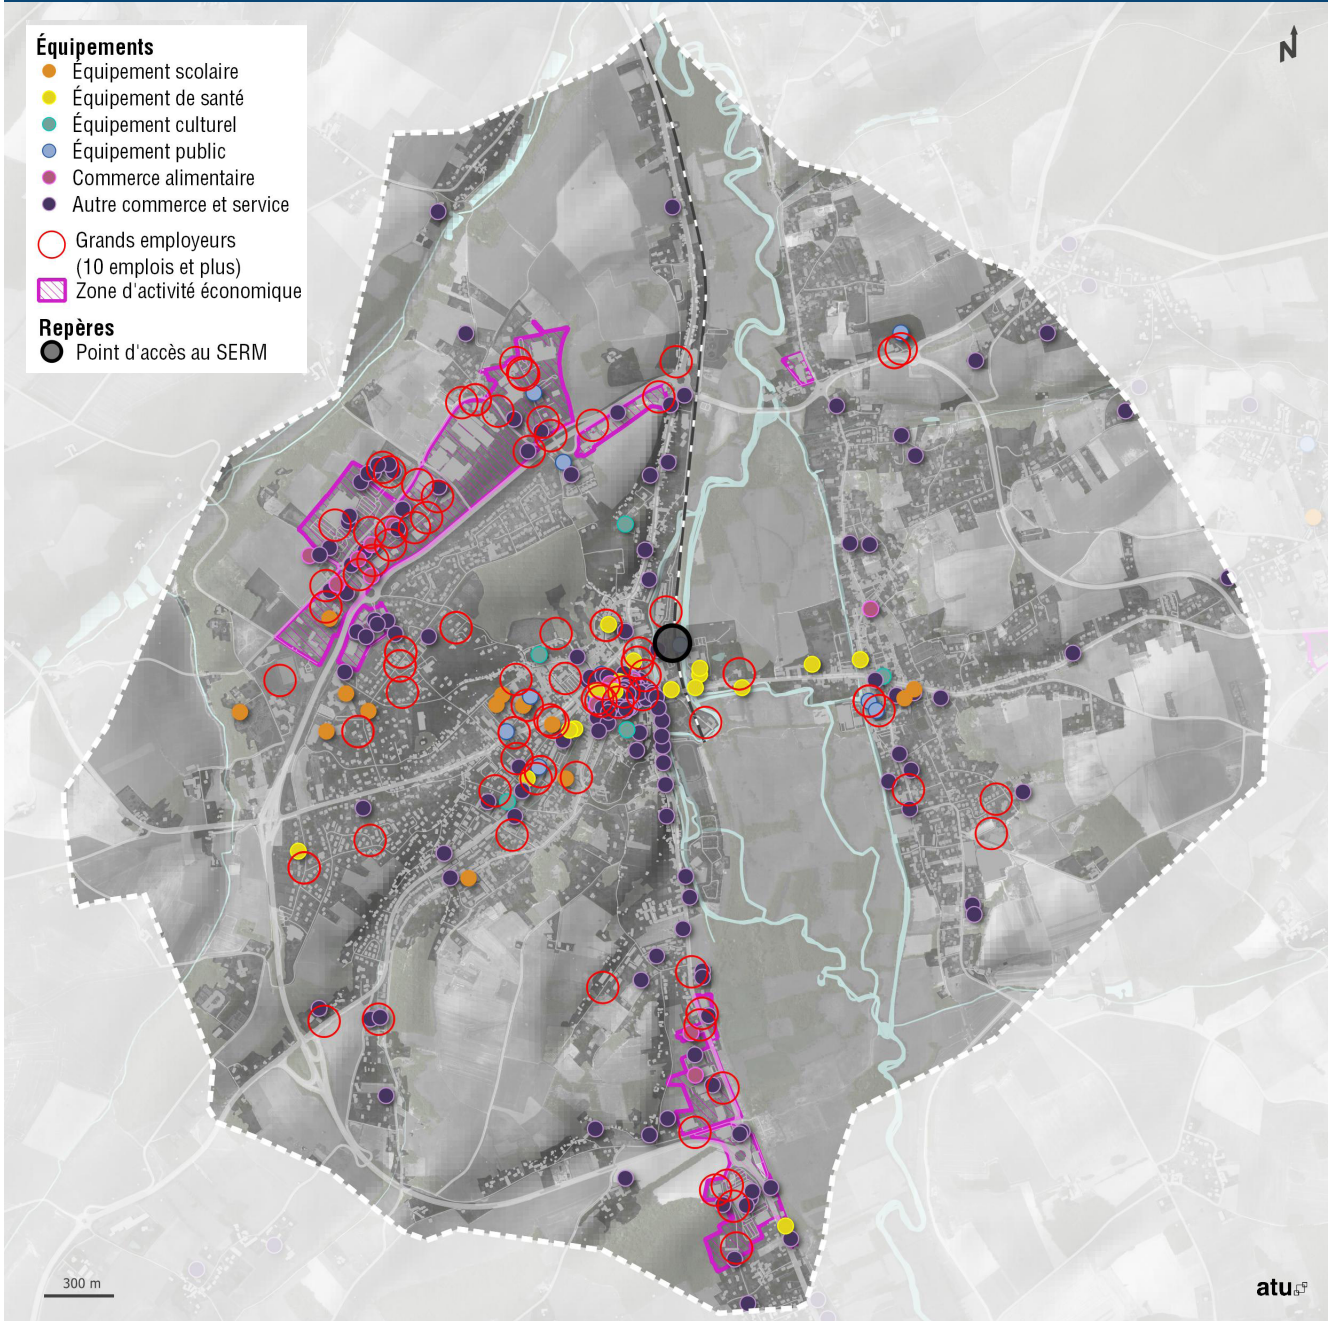 Équipements
Équipement scolaire
Équipement de santé
Équipement culturel
Équipement public
Commerce alimentaire
Autre commerce et service
Grands employeurs
(10 emplois et plus)
Zone d'activité économique
Repères
Point d'accès au SERM
N
300 m
atu